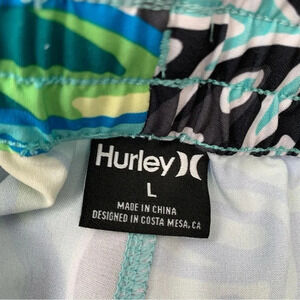 Hurley
L
MADE IN CHINA
DESIGNED IN COSTA MESA, CA